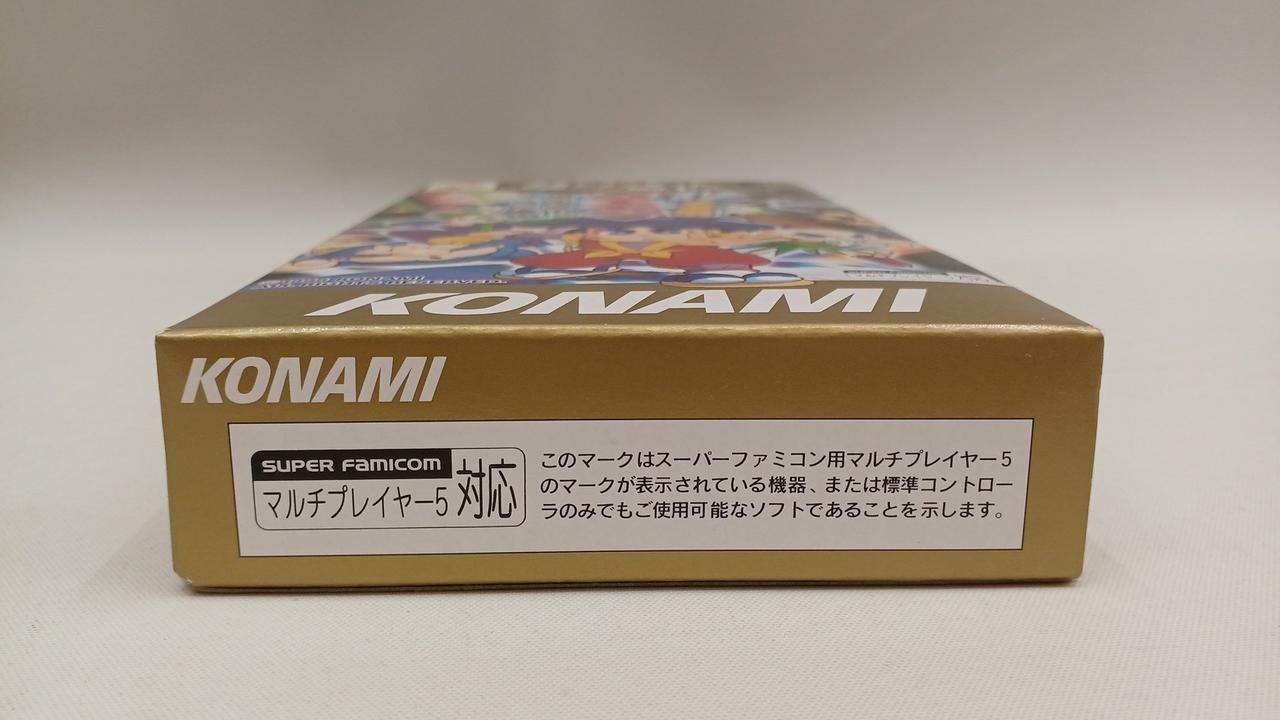 KONAMI
KONAMI
SUPER FAMICOM
マルチプレイヤー5 対応
このマークはスーパーファミコン用マルチプレイヤー5
のマークが表示されている機器、または標準コントロー
ラのみでもご使用可能なソフトであることを示します。